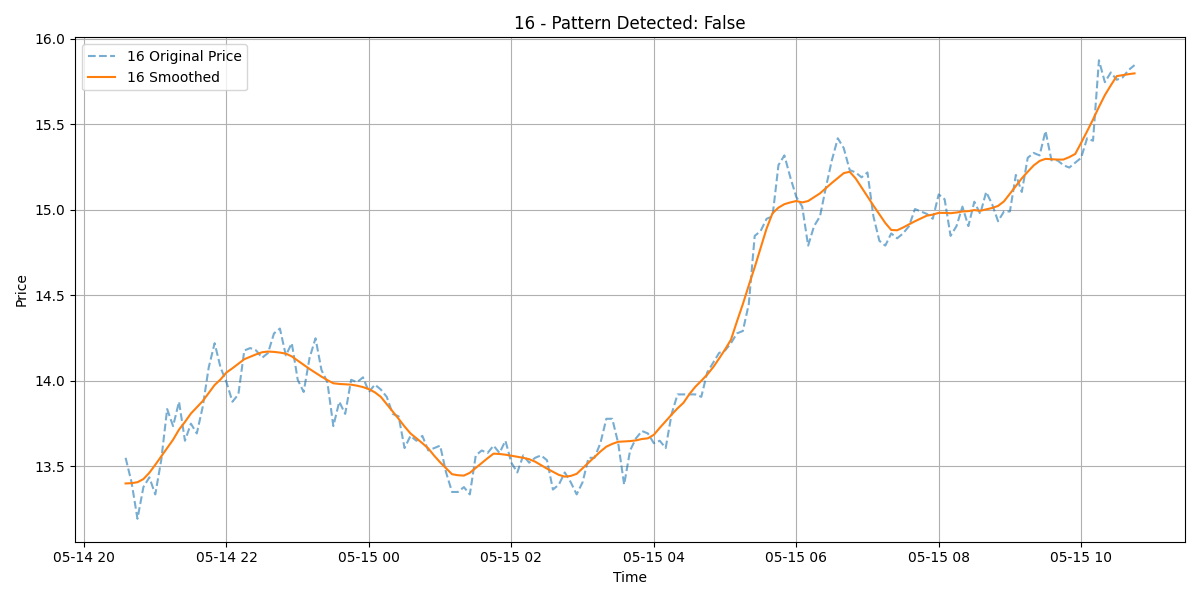 16 - Pattern Detected: False
16 Original Price
16 Smoothed
Price
16.0
15.5
15.0
14.5
14.0
13.5
05-14 20
05-14 22
05-15 00
05-15 02
05-15 04
05-15 06
05-15 08
05-15 10
Time